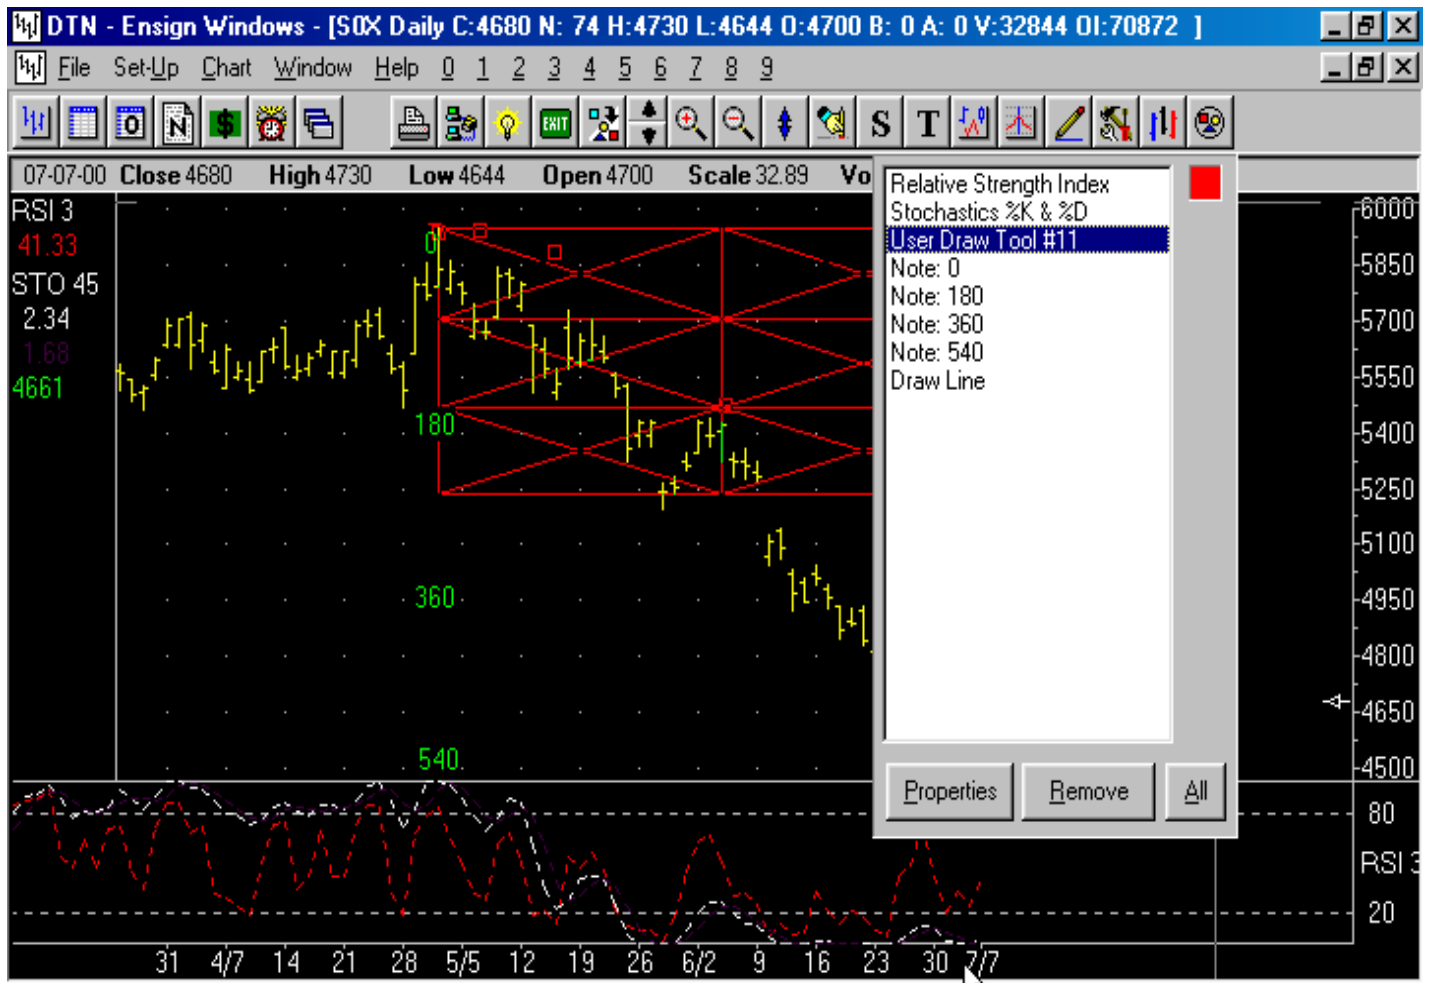 DTN - Ensign Windows - [S0X Daily C:4680 N: 74 H:4730 L:4644 O:4700 B: 0 A: 0 V:32844 OI:70872 ]
File Set-Up Chart Window Help 0 1 2 3 4 5 6 7 8 9
O N $ EXIT S T
07-07-00 Close 4680 High 4730 Low 4644 Open 4700 Scale 32.89 Vo
RSI 3
41.33
STO 45
2.34
1.68
4661
0
180
360
540
Relative Strength Index
Stochastics %K & %D
User Draw Tool #11
Note: 0
Note: 180
Note: 360
Note: 540
Draw Line
Properties Remove All
6000
5850
5700
5550
5400
5250
5100
4950
4800
4650
4500
80
RSI 3
20
31 4/7 14 21 28 5/5 12 19 26 6/2 9 16 23 30 7/7